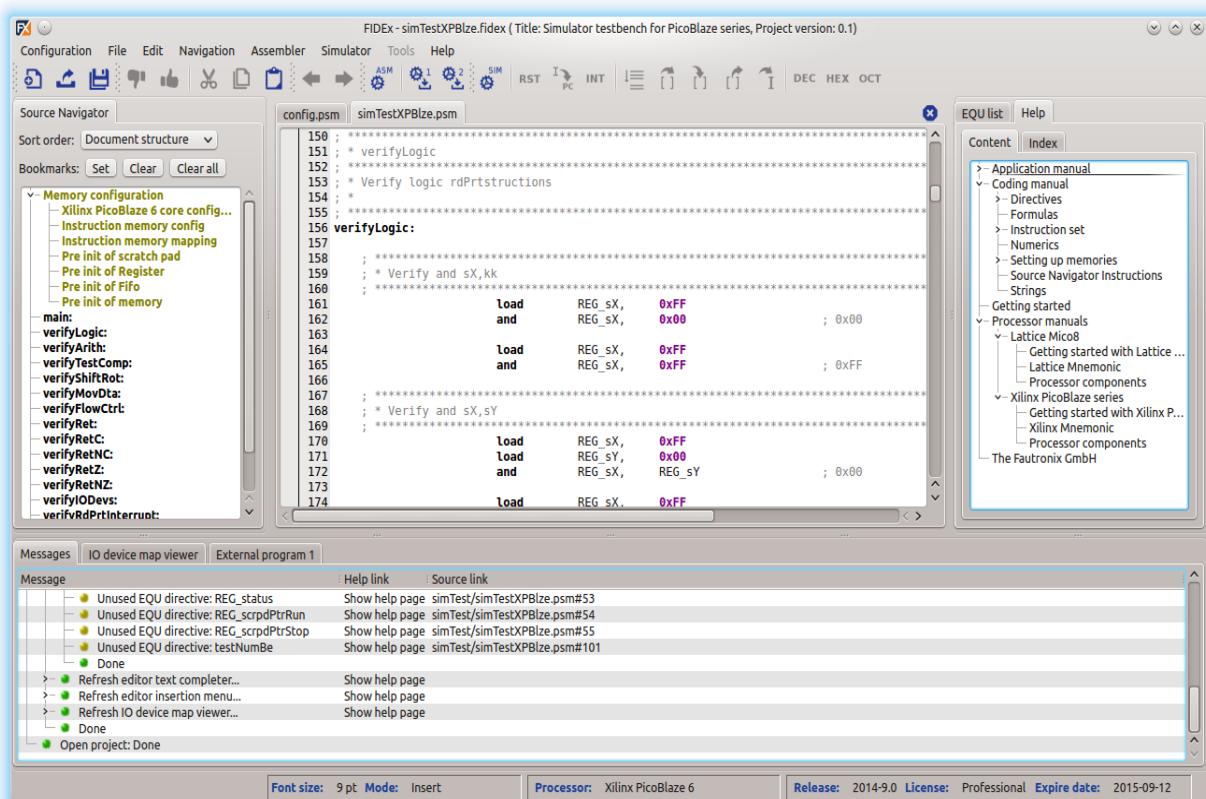 FIDEx - simTestXPBlze.fidex ( Title: Simulator testbench for PicoBlaze series, Project version: 0.1)
Configuration File Edit Navigation Assembler Simulator Tools Help
ASM 1 2 SIM RST PC INT DEC HEX OCT
Source Navigator
Sort order: Document structure
Bookmarks: Set Clear Clear all
Memory configuration
Xilinx PicoBlaze 6 core config...
Instruction memory config
Instruction memory mapping
Pre init of scratch pad
Pre init of Register
Pre init of Fifo
Pre init of memory
main:
verifyLogic:
verifyArith:
verifyTestComp:
verifyShiftRot:
verifyMovDta:
verifyFlowCtrl:
verifyRet:
verifyRetC:
verifyRetNC:
verifyRetZ:
verifyRetNZ:
verifyIODevs:
verifyRdPrtInterrupt:
config.psm simTestXPBlze.psm
150 ; **************************************************************************************
151 ; * verifyLogic
152 ; **************************************************************************************
153 ; * Verify logic rdPrtstructions
154 ; *
155 ; **************************************************************************************
156 verifyLogic:
157
158 ; **********************************************************************************
159 ; * Verify and sX,kk
160 ; **********************************************************************************
161 load REG_sX, 0xFF
162 and REG_sX, 0x00 ; 0x00
163
164 load REG_sX, 0xFF
165 and REG_sX, 0xFF ; 0xFF
166
167 ; **********************************************************************************
168 ; * Verify and sX,sY
169 ; **********************************************************************************
170 load REG_sX, 0xFF
171 load REG_sY, 0x00
172 and REG_sX, REG_sY ; 0x00
173
174 load REG_sX, 0xFF
EQU list Help
Content Index
Application manual
Coding manual
Directives
Formulas
Instruction set
Numerics
Setting up memories
Source Navigator Instructions
Strings
Getting started
Processor manuals
Lattice Mico8
Getting started with Lattice ...
Lattice Mnemonic
Processor components
Xilinx PicoBlaze series
Getting started with Xilinx P...
Xilinx Mnemonic
Processor components
The Fautronix GmbH
Messages IO device map viewer External program 1
Message Help link Source link
Unused EQU directive: REG_status Show help page simTest/simTestXPBlze.psm#53
Unused EQU directive: REG_scrpdPtrRun Show help page simTest/simTestXPBlze.psm#54
Unused EQU directive: REG_scrpdPtrStop Show help page simTest/simTestXPBlze.psm#55
Unused EQU directive: testNumBe Show help page simTest/simTestXPBlze.psm#101
Done
Refresh editor text completer... Show help page
Refresh editor insertion menu... Show help page
Refresh IO device map viewer... Show help page
Done
Open project: Done
Font size: 9 pt Mode: Insert Processor: Xilinx PicoBlaze 6 Release: 2014-9.0 License: Professional Expire date: 2015-09-12